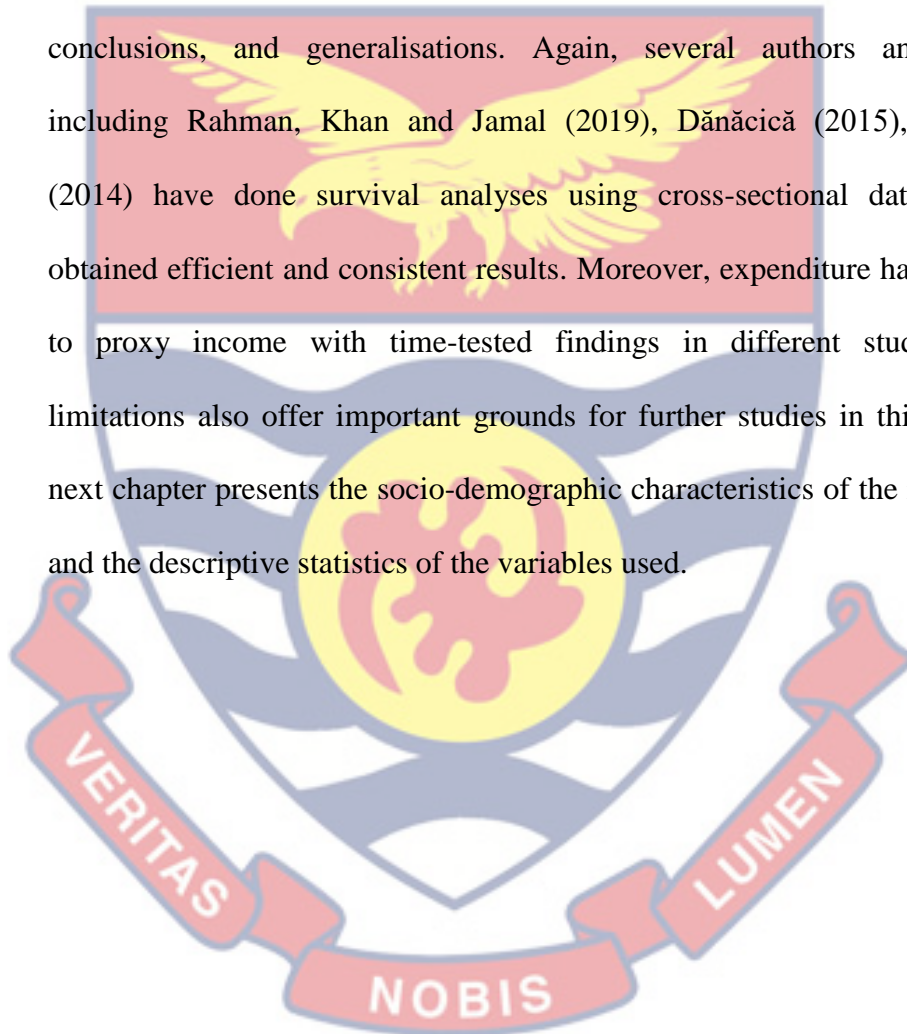 conclusions, and generalisations. Again, several authors an
including Rahman, Khan and Jamal (2019), Dănăcică (2015),
(2014) have done survival analyses using cross-sectional dat
obtained efficient and consistent results. Moreover, expenditure ha
to proxy income with time-tested findings in different stud
limitations also offer important grounds for further studies in thi
next chapter presents the socio-demographic characteristics of the
and the descriptive statistics of the variables used.
VERITAS
NOBIS
LUMEN